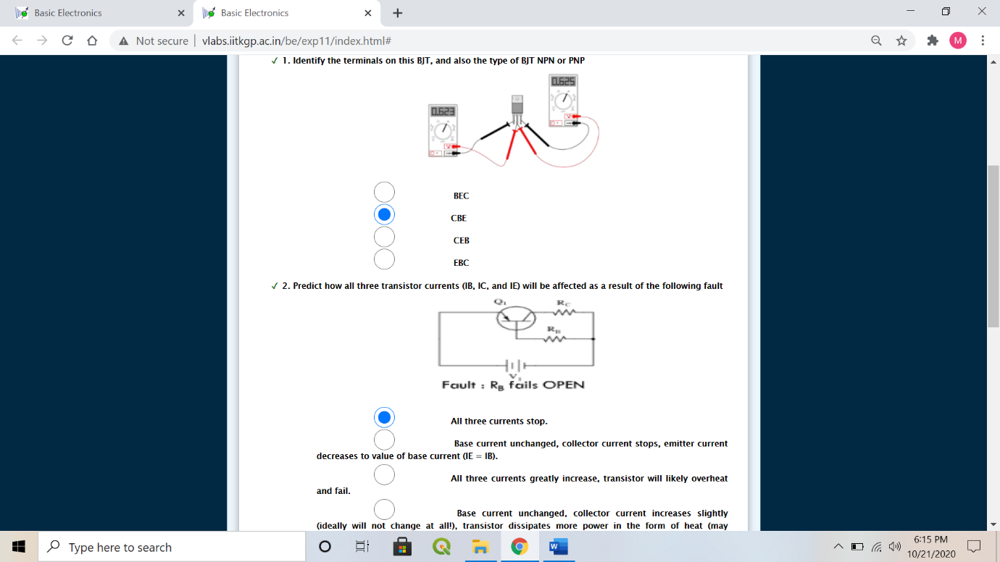 Basic Electronics
Basic Electronics
Not secure | vlabs.iitkgp.ac.in/be/exp11/index.html#
M
✓ 1. Identify the terminals on this BJT, and also the type of BJT NPN or PNP
0.623
0.625
BEC
CBE
CEB
EBC
✓ 2. Predict how all three transistor currents (IB, IC, and IE) will be affected as a result of the following fault
Q1
RC
RB
V1
Fault : RB fails OPEN
All three currents stop.
Base current unchanged, collector current stops, emitter current
decreases to value of base current (IE = IB).
All three currents greatly increase, transistor will likely overheat
and fail.
Base current unchanged, collector current increases slightly
(ideally will not change at all!), transistor dissipates more power in the form of heat (may
Type here to search
W
6:15 PM
10/21/2020